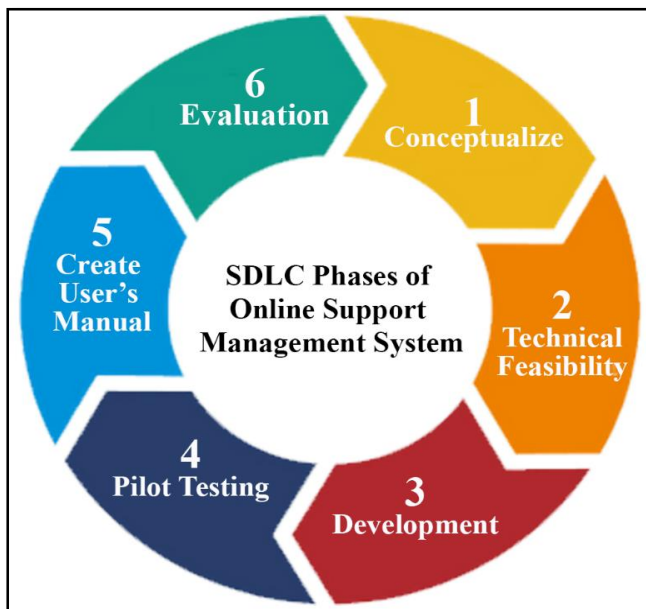 SDLC Phases of
Online Support
Management System
1
Conceptualize
2
Technical
Feasibility
3
Development
4
Pilot Testing
5
Create
User's
Manual
6
Evaluation